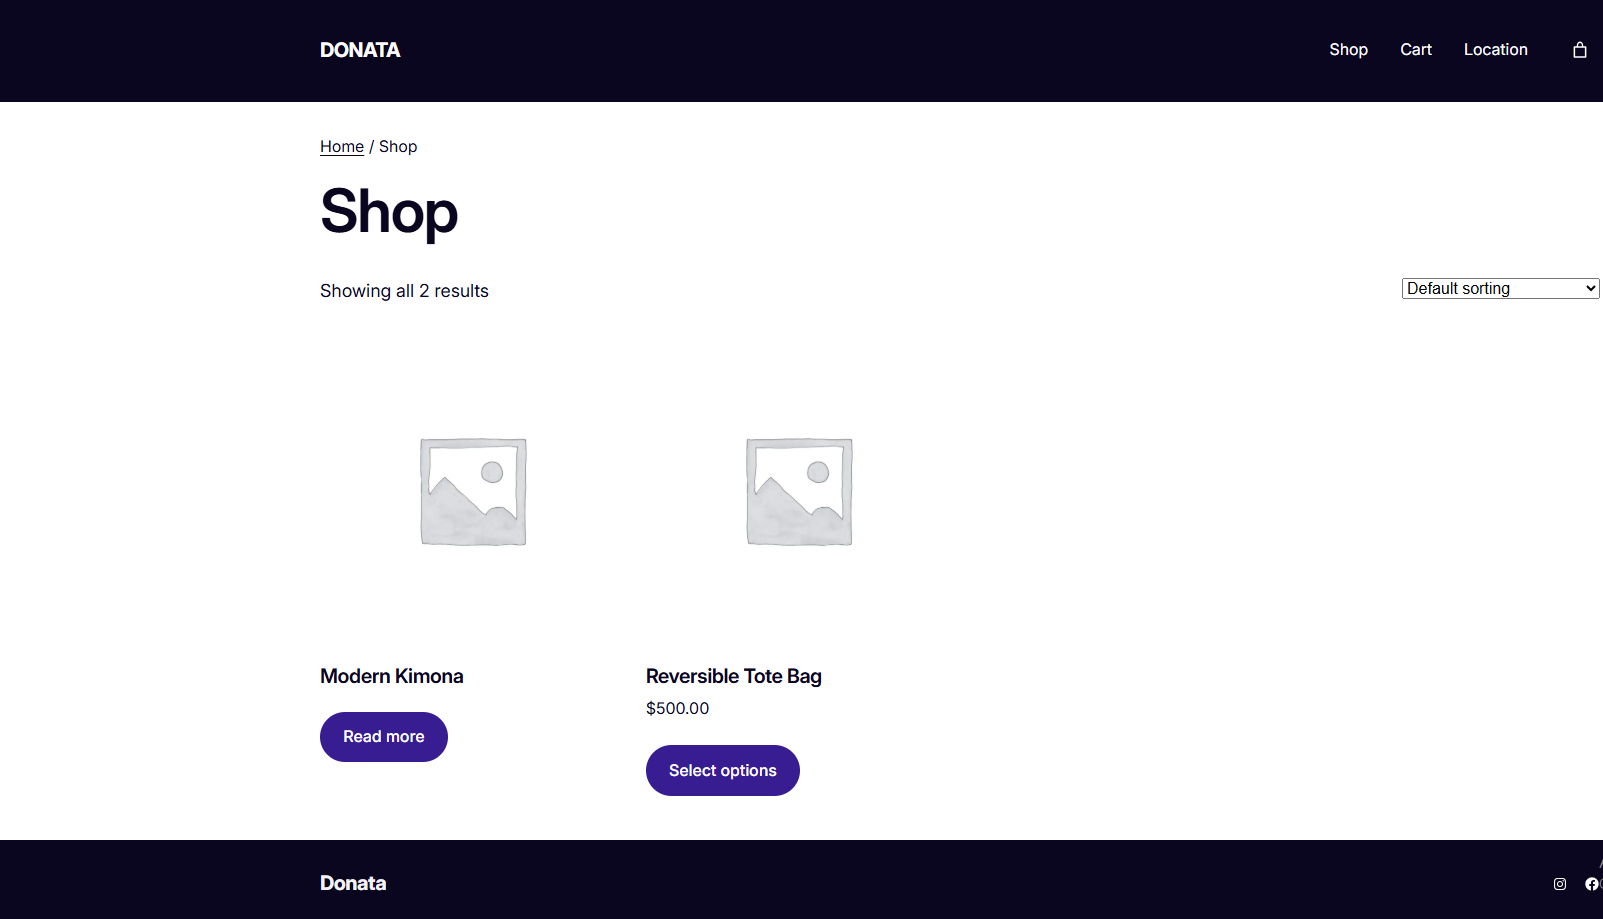 DONATA
Shop Cart Location
Home / Shop
Shop
Showing all 2 results
Default sorting
Modern Kimona
Read more
Reversible Tote Bag
$500.00
Select options
Donata